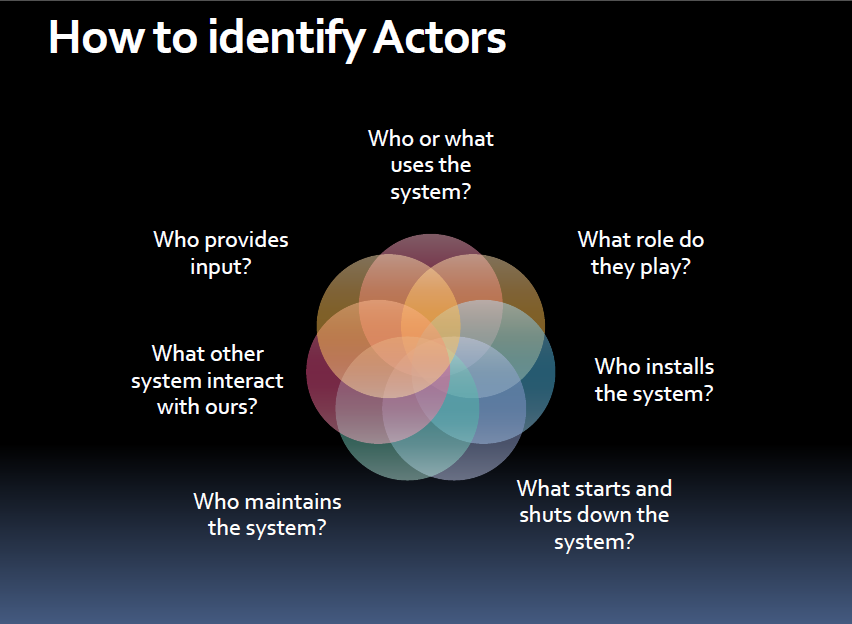 How to identify Actors
Who or what
uses the
system?
What role do
they play?
Who installs
the system?
What starts and
shuts down the
system?
Who maintains
the system?
What other
system interact
with ours?
Who provides
input?